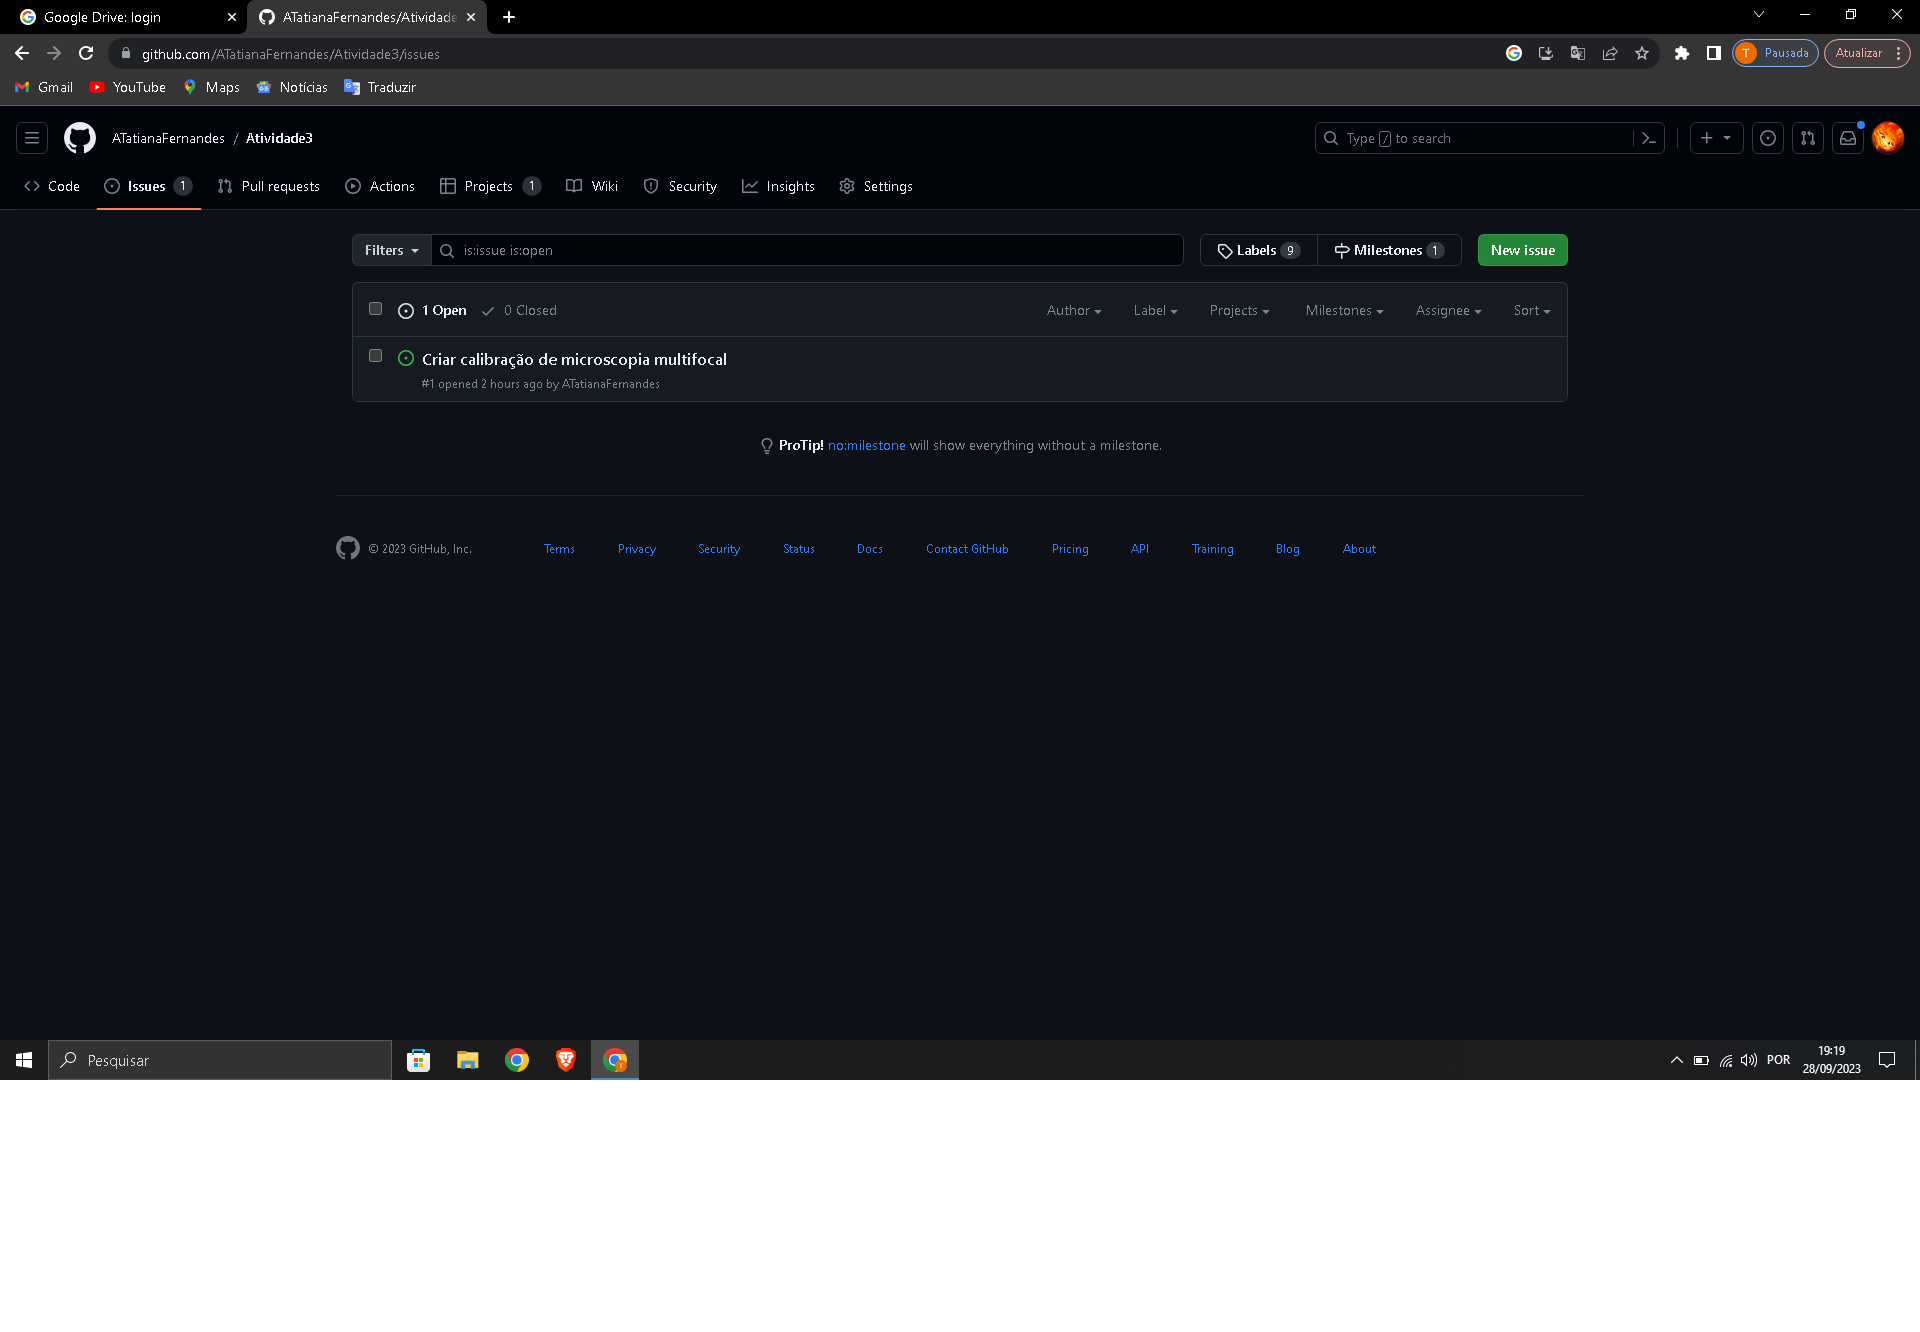 Google Drive: login
ATatianaFernandes/Atividade
github.com/ATatianaFernandes/Atividade3/issues
T Pausada
Atualizar
Gmail YouTube Maps Notícias Traduzir
ATatianaFernandes / Atividade3
Type / to search
Code Issues 1 Pull requests Actions Projects 1 Wiki Security Insights Settings
Filters is:issue is:open Labels 9 Milestones 1 New issue
1 Open 0 Closed Author Label Projects Milestones Assignee Sort
Criar calibração de microscopia multifocal
#1 opened 2 hours ago by ATatianaFernandes
ProTip! no:milestone will show everything without a milestone.
© 2023 GitHub, Inc. Terms Privacy Security Status Docs Contact GitHub Pricing API Training Blog About
Pesquisar
POR
19:19
28/09/2023